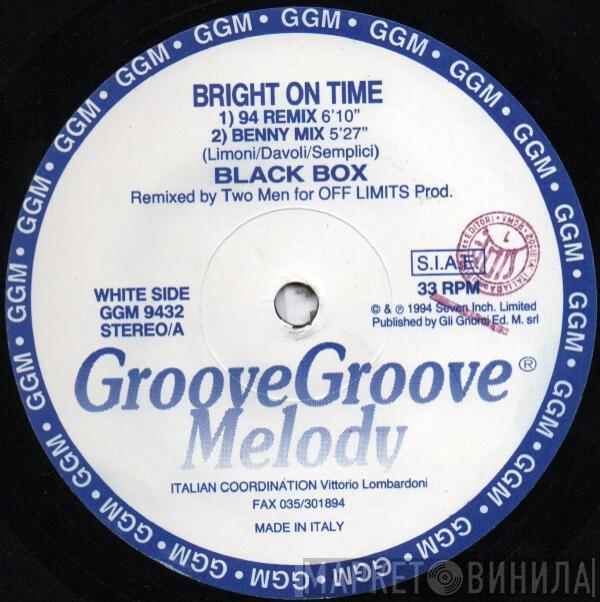 GGM • GGM • GGM • GGM • GGM • GGM • GGM • GGM • GGM • GGM • GGM • GGM • GGM • GGM • GGM • GGM • GGM • GGM • GGM • GGM •
BRIGHT ON TIME
1) 94 REMIX 6'10"
2) BENNY MIX 5'27"
(Limoni/Davoli/Semplici)
BLACK BOX
Remixed by Two Men for OFF LIMITS Prod.
WHITE SIDE
GGM 9432
STEREO/A
S.I.A.E.
33 RPM
© & ℗ 1994 Seven Inch. Limited
Published by Gli Gnomi Ed. M. srl
GrooveGroove®
Melody
ITALIAN COORDINATION Vittorio Lombardoni
FAX 035/301894
MADE IN ITALY
МАРКЕТ ВИНИЛА